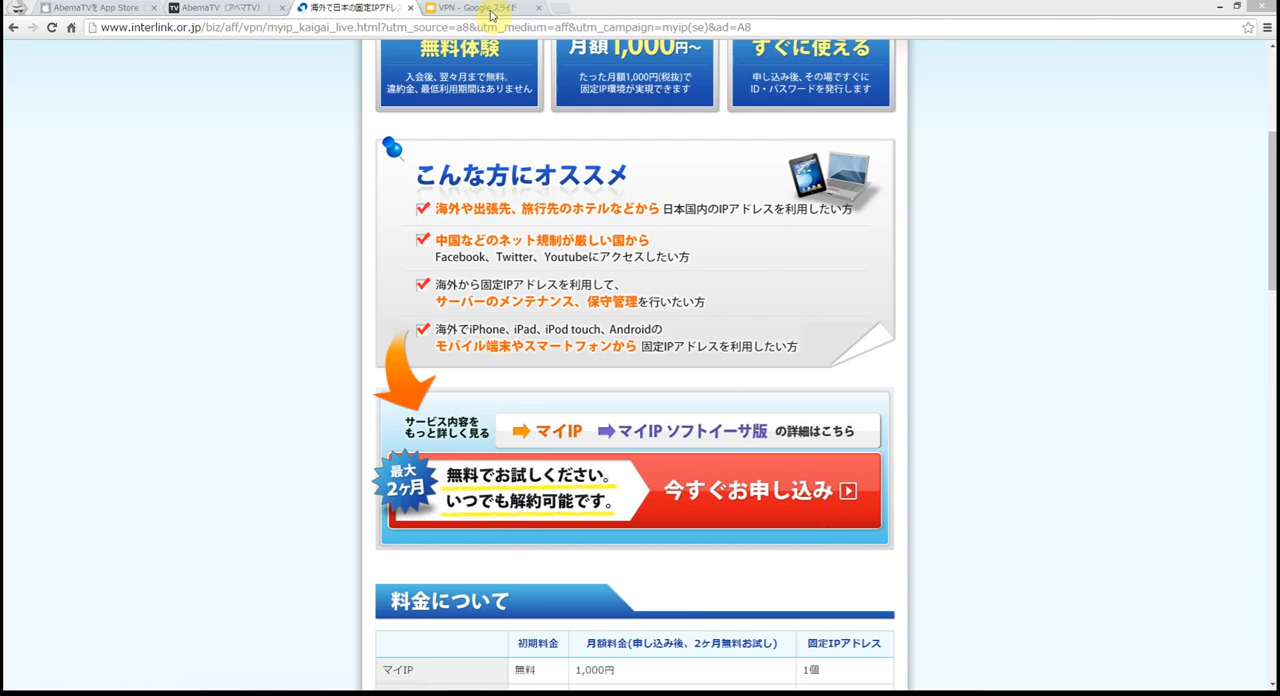 AbemaTVを App Store
AbemaTV（アベマTV）
海外で日本の固定IPアドレス
VPN - Google スライド
www.interlink.or.jp/biz/aff/vpn/myip_kaigai_live.html?utm_source=a8&utm_medium=aff&utm_campaign=myip(se)&ad=A8
無料体験
月額1,000円～
すぐに使える
入会後、翌々月まで無料。
違約金、最低利用期間はありません
たった月額1,000円(税抜)で
固定IP環境が実現できます
申し込み後、その場ですぐに
ID・パスワードを発行します
こんな方にオススメ
海外や出張先、旅行先のホテルなどから 日本国内のIPアドレスを利用したい方
中国などのネット規制が厳しい国から
Facebook、Twitter、Youtubeにアクセスしたい方
海外から固定IPアドレスを利用して、
サーバーのメンテナンス、保守管理を行いたい方
海外でiPhone、iPad、iPod touch、Androidの
モバイル端末やスマートフォンから 固定IPアドレスを利用したい方
サービス内容を
もっと詳しく見る
マイIP マイIP ソフトイーサ版 の詳細はこちら
最大
2ヶ月
無料でお試しください。
いつでも解約可能です。
今すぐお申し込み
料金について
初期料金 月額料金(申し込み後、2ヶ月無料お試し) 固定IPアドレス
マイIP 無料 1,000円 1個